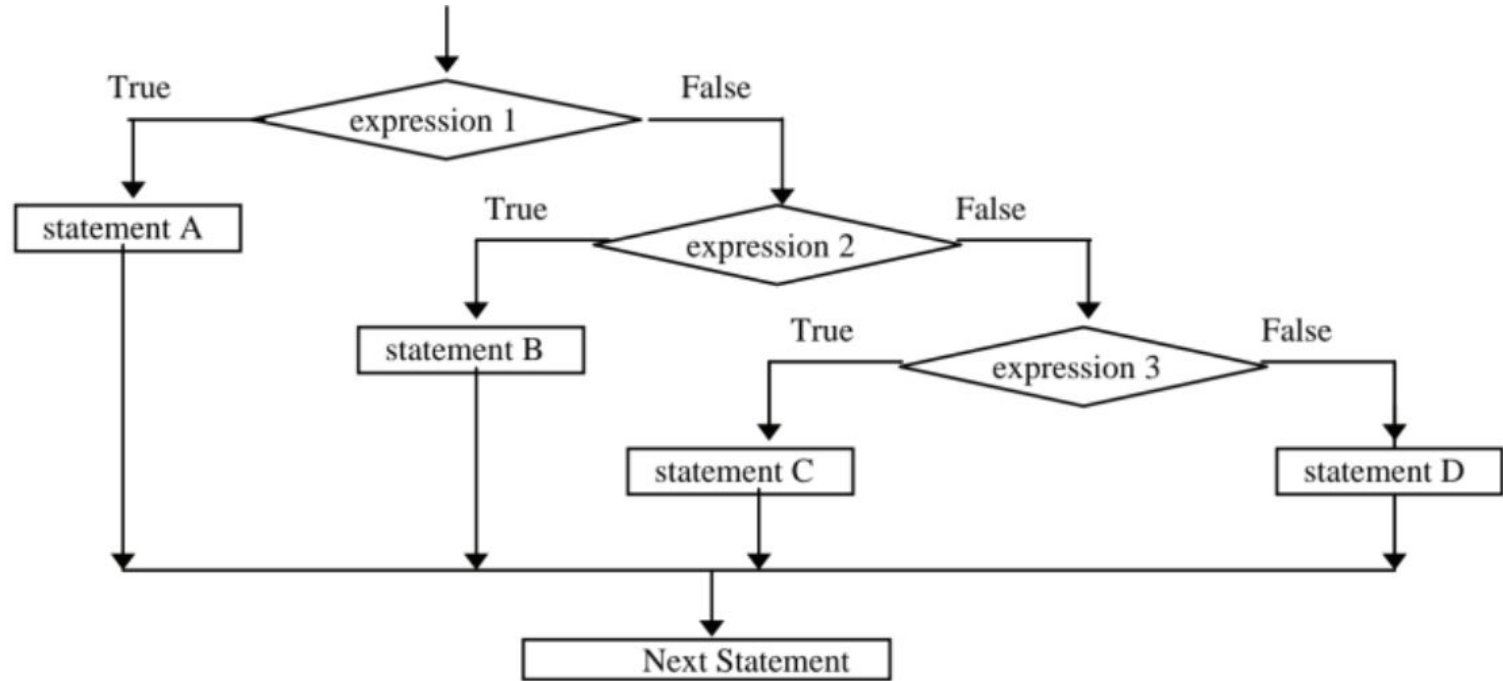 True
False
expression 1
statement A
True
False
expression 2
statement B
True
False
expression 3
statement C
statement D
Next Statement